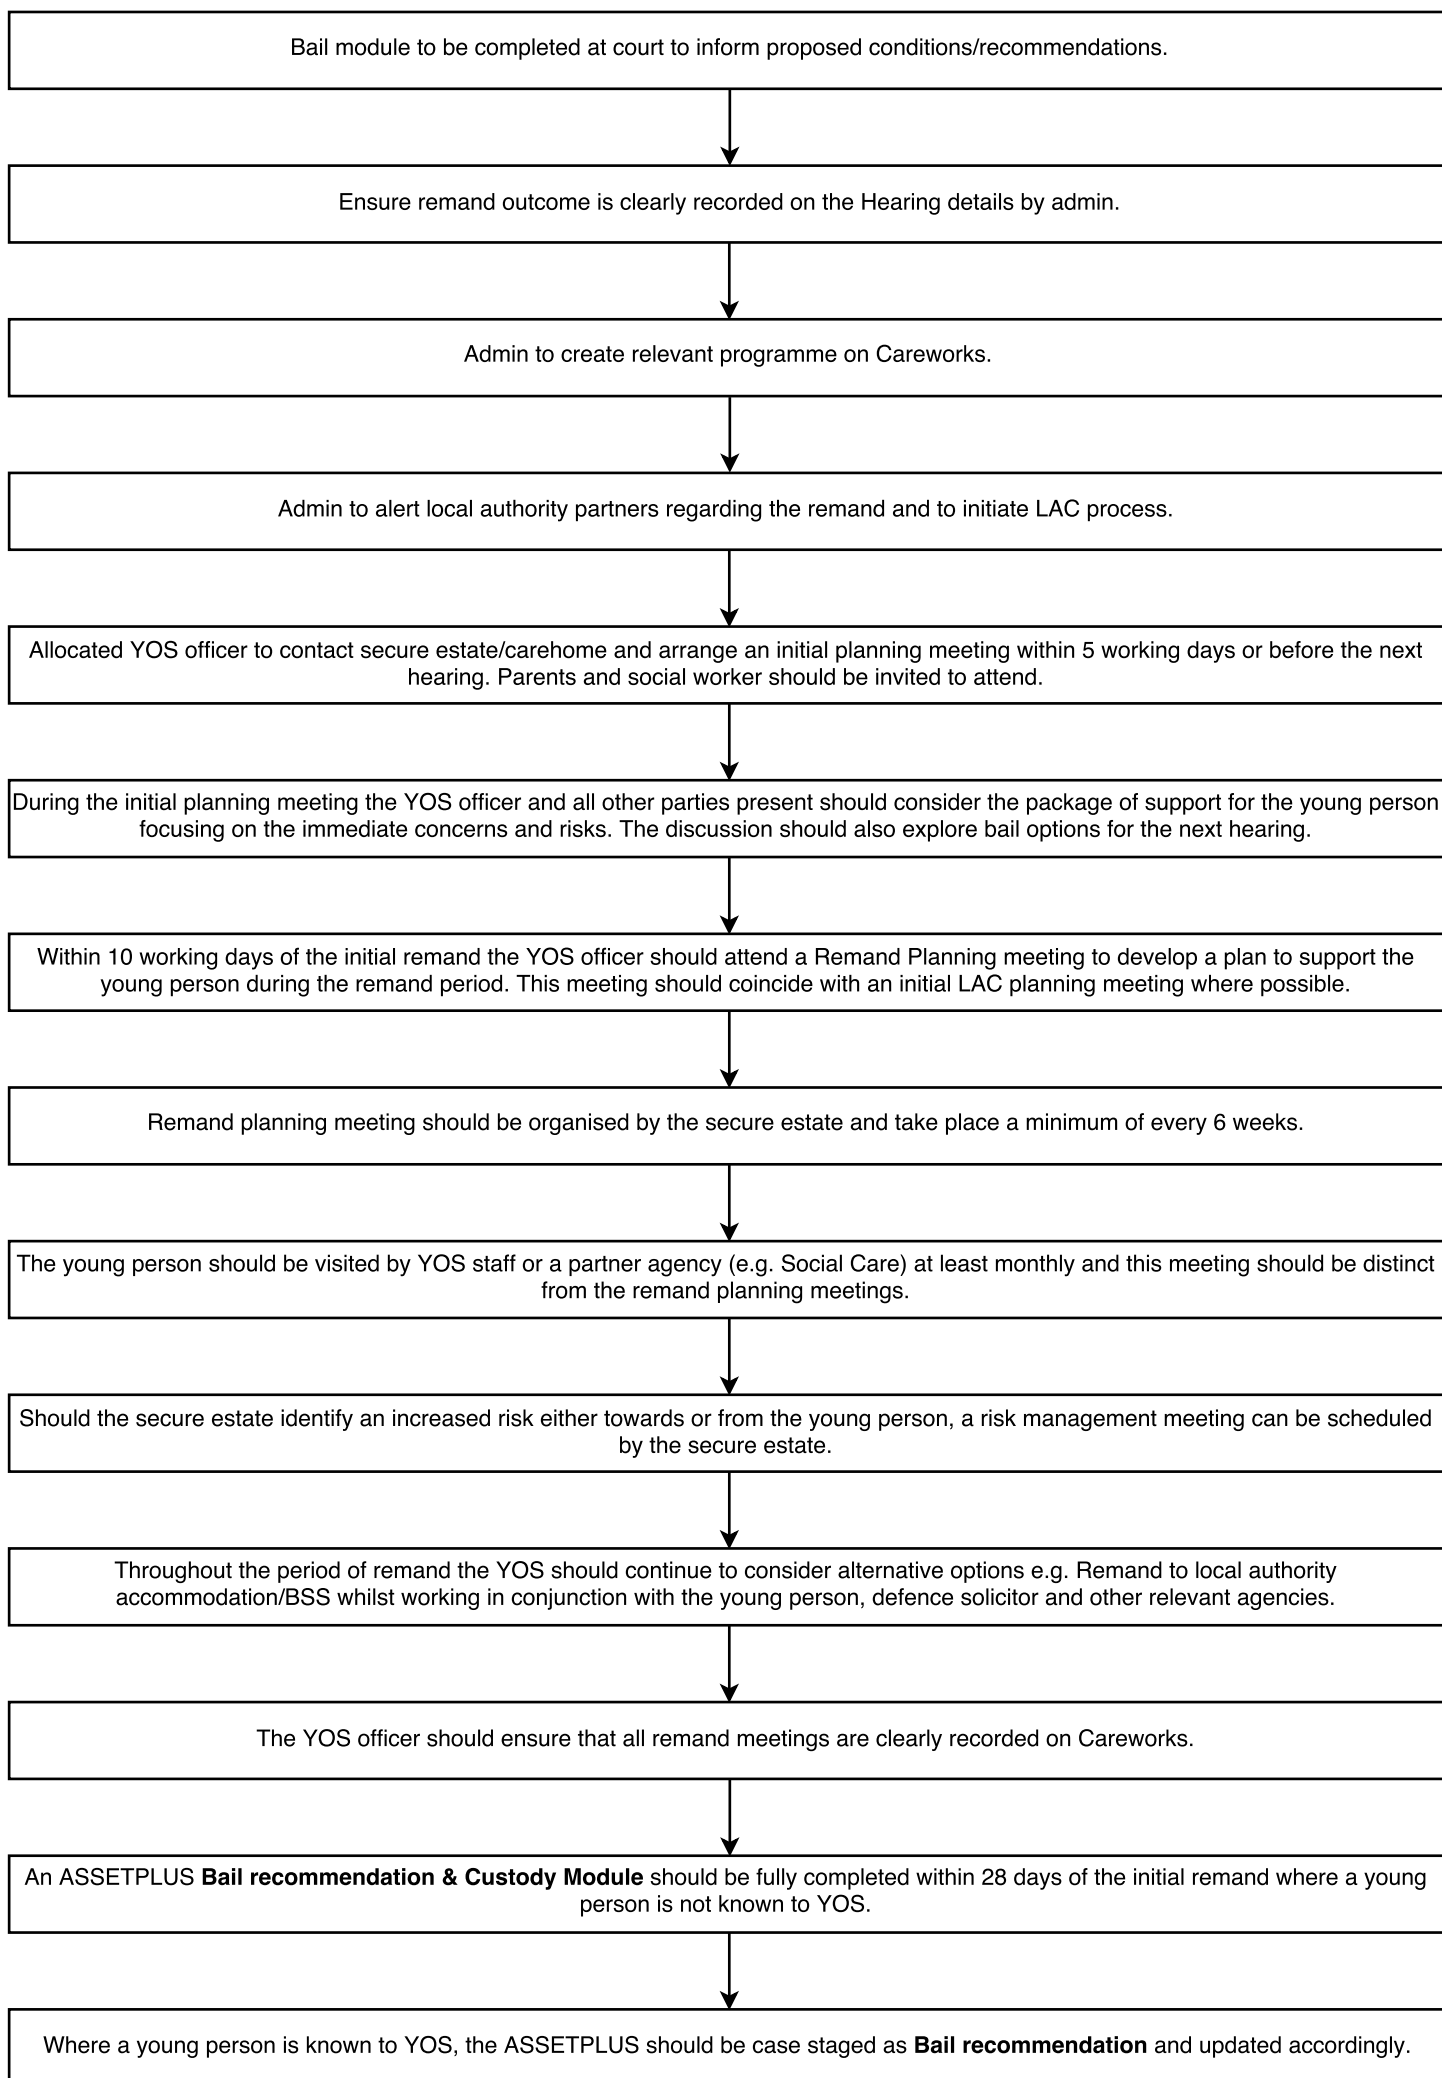 Bail module to be completed at court to inform proposed conditions/recommendations.
Ensure remand outcome is clearly recorded on the Hearing details by admin.
Admin to create relevant programme on Careworks.
Admin to alert local authority partners regarding the remand and to initiate LAC process.
Allocated YOS officer to contact secure estate/carehome and arrange an initial planning meeting within 5 working days or before the next
hearing. Parents and social worker should be invited to attend.
During the initial planning meeting the YOS officer and all other parties present should consider the package of support for the young person
focusing on the immediate concerns and risks. The discussion should also explore bail options for the next hearing.
Within 10 working days of the initial remand the YOS officer should attend a Remand Planning meeting to develop a plan to support the
young person during the remand period. This meeting should coincide with an initial LAC planning meeting where possible.
Remand planning meeting should be organised by the secure estate and take place a minimum of every 6 weeks.
The young person should be visited by YOS staff or a partner agency (e.g. Social Care) at least monthly and this meeting should be distinct
from the remand planning meetings.
Should the secure estate identify an increased risk either towards or from the young person, a risk management meeting can be scheduled
by the secure estate.
Throughout the period of remand the YOS should continue to consider alternative options e.g. Remand to local authority
accommodation/BSS whilst working in conjunction with the young person, defence solicitor and other relevant agencies.
The YOS officer should ensure that all remand meetings are clearly recorded on Careworks.
An ASSETPLUS Bail recommendation & Custody Module should be fully completed within 28 days of the initial remand where a young
person is not known to YOS.
Where a young person is known to YOS, the ASSETPLUS should be case staged as Bail recommendation and updated accordingly.